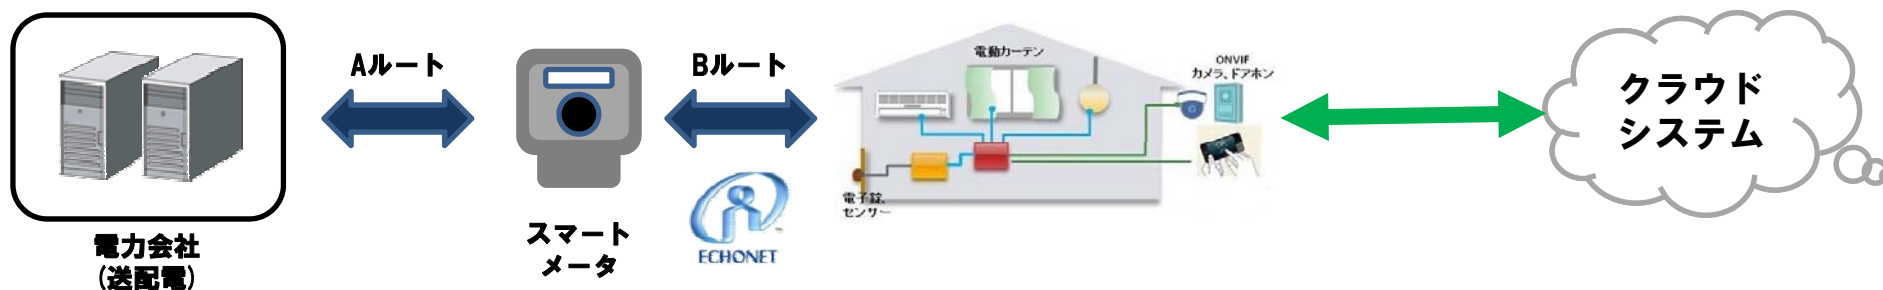 Aルート
Bルート
電力会社
(送配電)
スマート
メータ
ECHONET
電動カーテン
ONVIF
カメラ、ドアホン
電子錠、
センサー
クラウド
システム